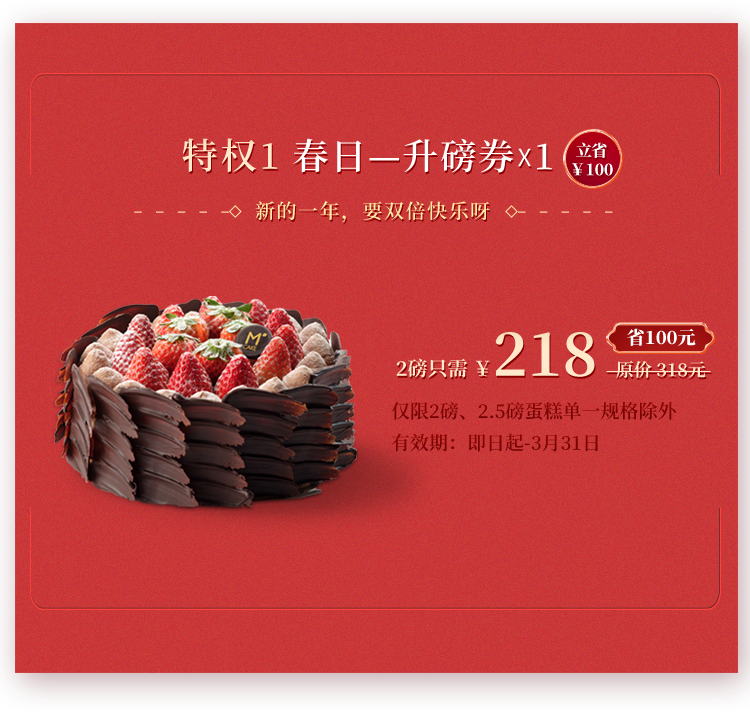 特权1 春日—升磅券x1
立省
¥100
新的一年，要双倍快乐呀
M
CAKE
省100元
2磅只需 ¥218
原价 318元
仅限2磅、2.5磅蛋糕单一规格除外
有效期：即日起-3月31日